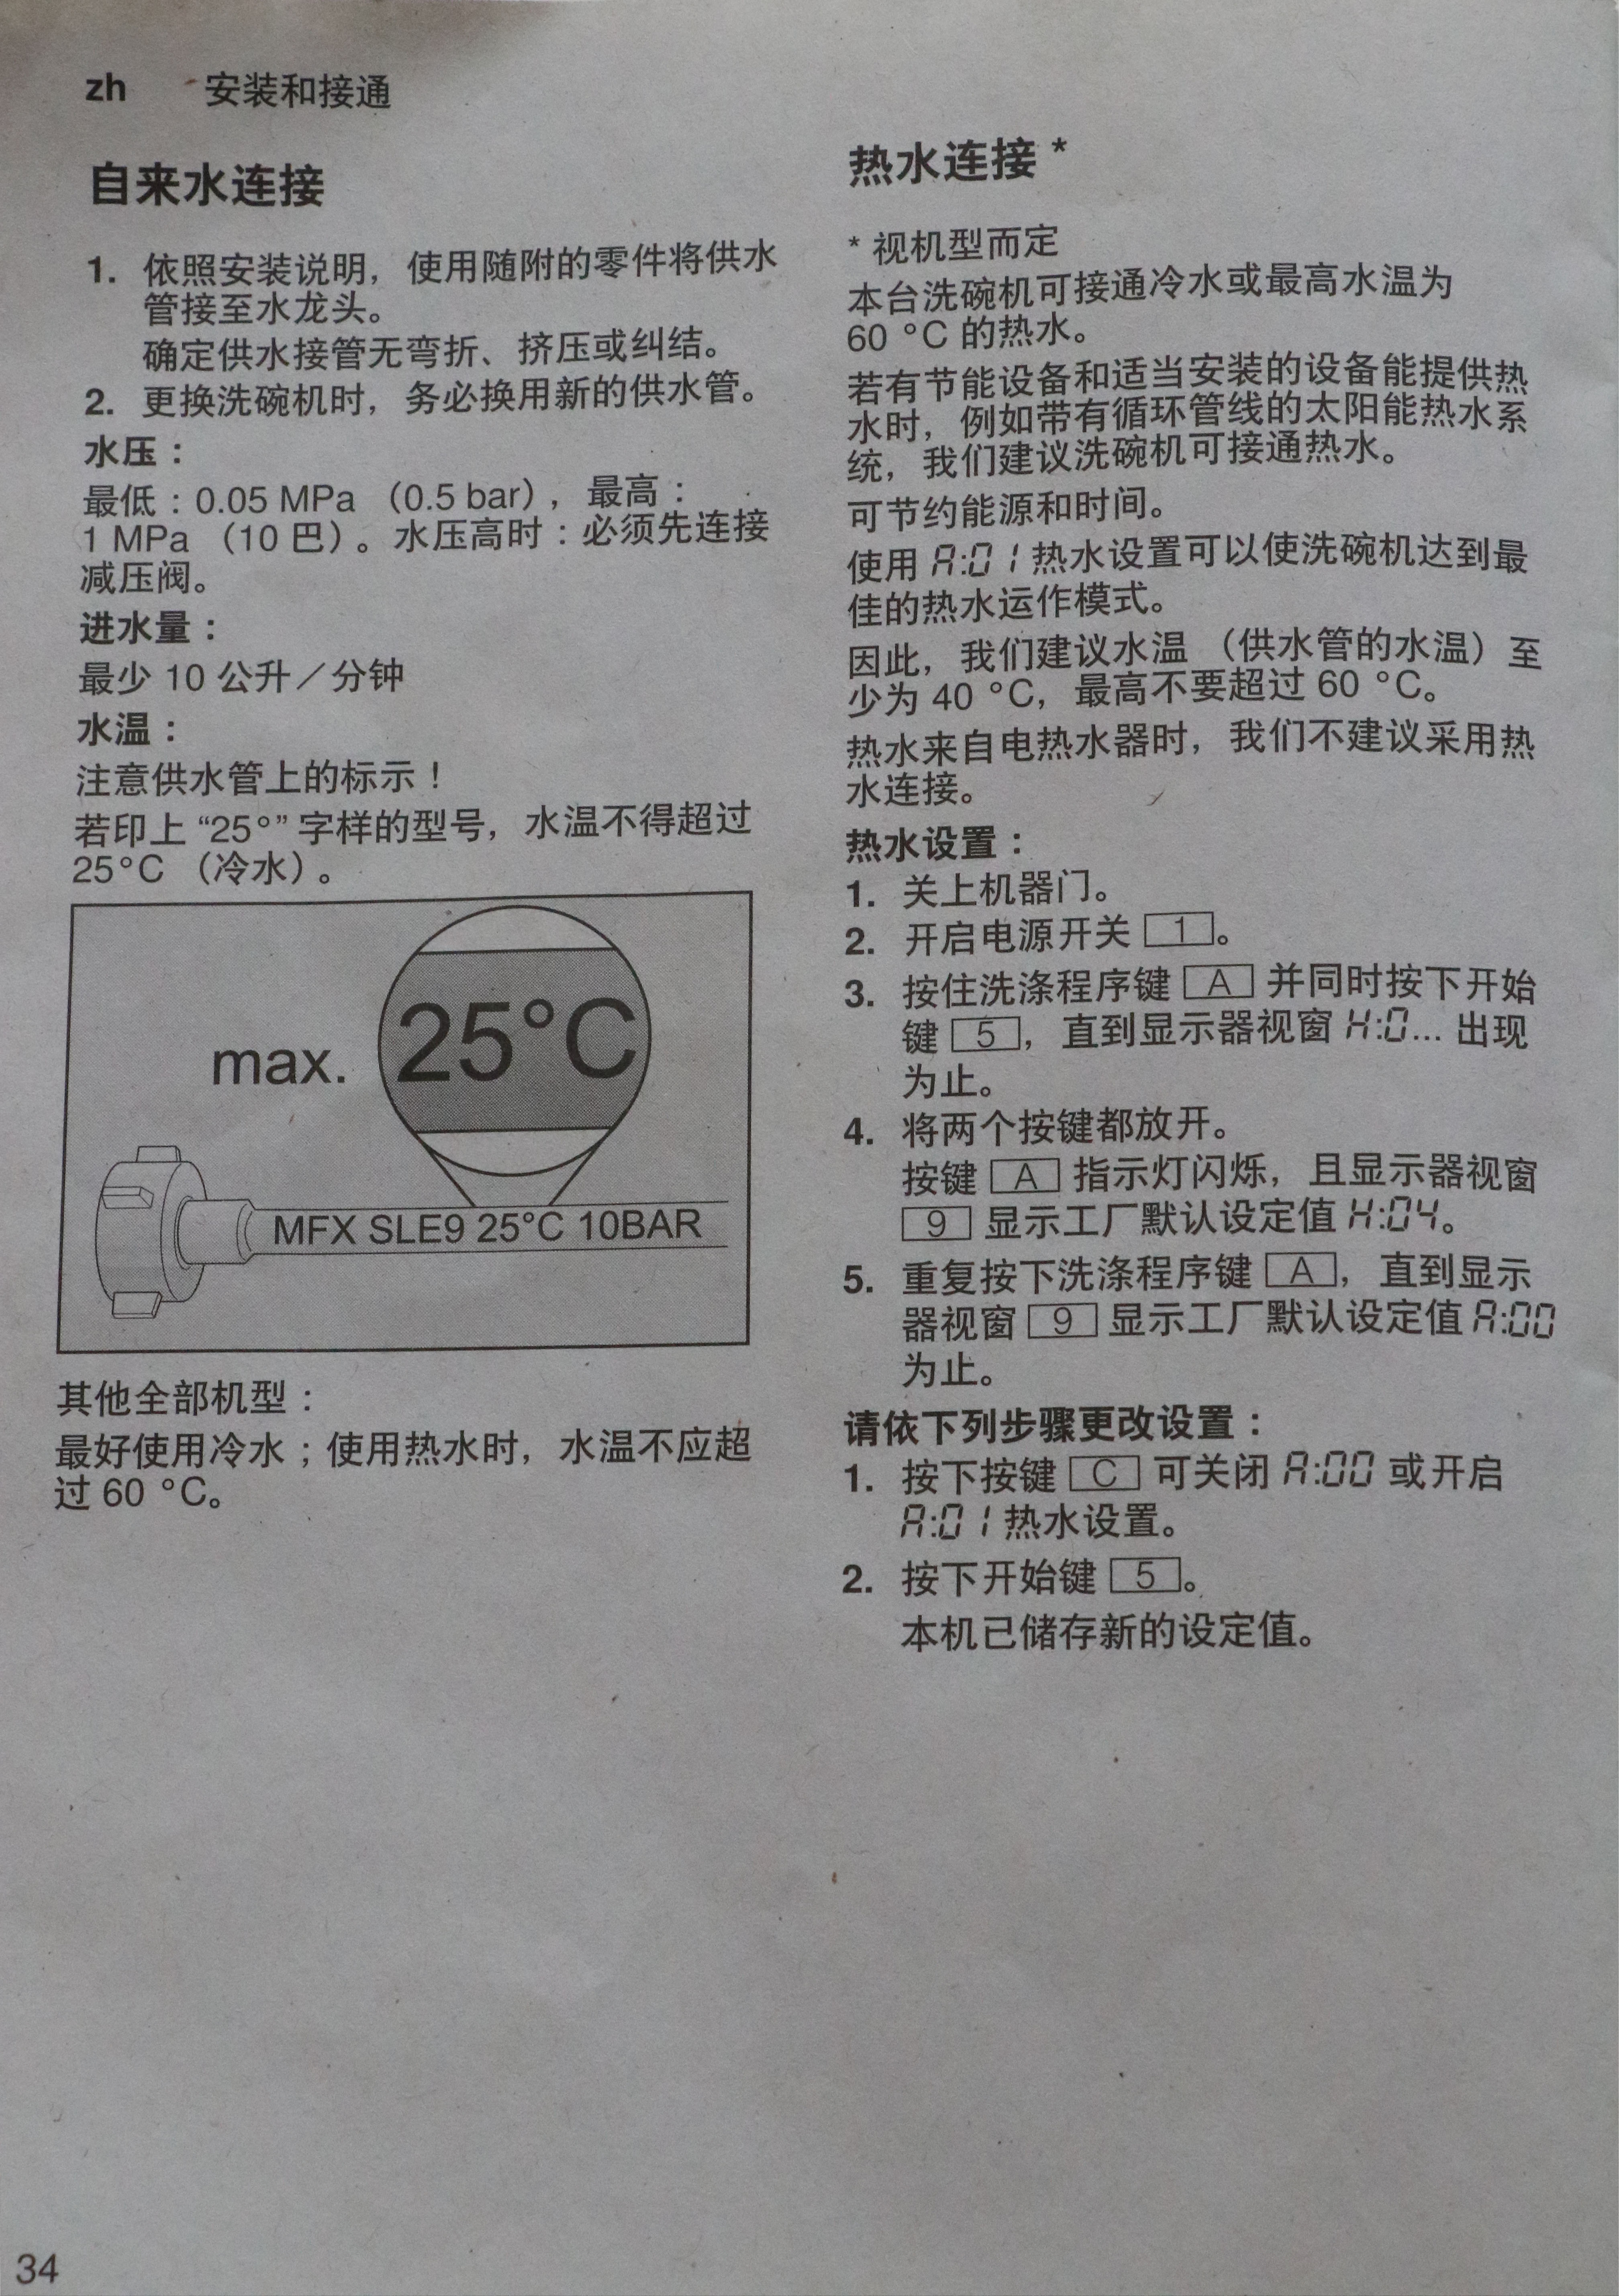 zh 安装和接通
自来水连接
1. 依照安装说明，使用随附的零件将供水
管接至水龙头。
确定供水接管无弯折、挤压或纠结。
2. 更换洗碗机时，务必换用新的供水管。
水压：
最低：0.05 MPa （0.5 bar），最高：
1 MPa （10 巴）。水压高时：必须先连接
减压阀。
进水量：
最少 10 公升／分钟
水温：
注意供水管上的标示！
若印上 “25°” 字样的型号，水温不得超过
25°C （冷水）。
max. 25°C
MFX SLE9 25°C 10BAR
其他全部机型：
最好使用冷水；使用热水时，水温不应超
过 60 °C。
热水连接 *
* 视机型而定
本台洗碗机可接通冷水或最高水温为
60 °C 的热水。
若有节能设备和适当安装的设备能提供热
水时，例如带有循环管线的太阳能热水系
统，我们建议洗碗机可接通热水。
可节约能源和时间。
使用 A:01 热水设置可以使洗碗机达到最
佳的热水运作模式。
因此，我们建议水温 （供水管的水温）至
少为 40 °C，最高不要超过 60 °C。
热水来自电热水器时，我们不建议采用热
水连接。
热水设置：
1. 关上机器门。
2. 开启电源开关 1。
3. 按住洗涤程序键 A 并同时按下开始
键 5，直到显示器视窗 H:0... 出现
为止。
4. 将两个按键都放开。
按键 A 指示灯闪烁，且显示器视窗
9 显示工厂默认设定值 H:04。
5. 重复按下洗涤程序键 A，直到显示
器视窗 9 显示工厂默认设定值 A:00
为止。
请依下列步骤更改设置：
1. 按下按键 C 可关闭 A:00 或开启
A:01 热水设置。
2. 按下开始键 5。
本机已储存新的设定值。
34